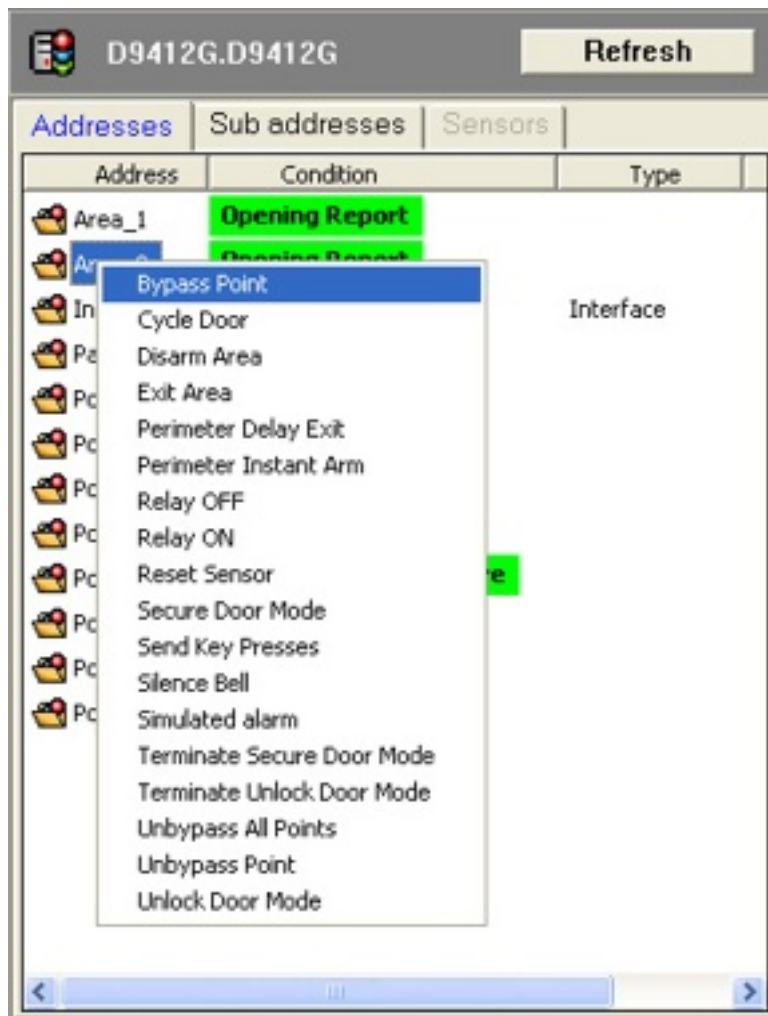 D9412G.D9412G Refresh
Addresses Sub addresses Sensors
Address Condition Type
Area_1 Opening Report
Opening Report
Bypass Point
Interface
Cycle Door
Disarm Area
Exit Area
Perimeter Delay Exit
Perimeter Instant Arm
Relay OFF
Relay ON
Reset Sensor
Secure Door Mode
Send Key Presses
Silence Bell
Simulated alarm
Terminate Secure Door Mode
Terminate Unlock Door Mode
Unbypass All Points
Unbypass Point
Unlock Door Mode